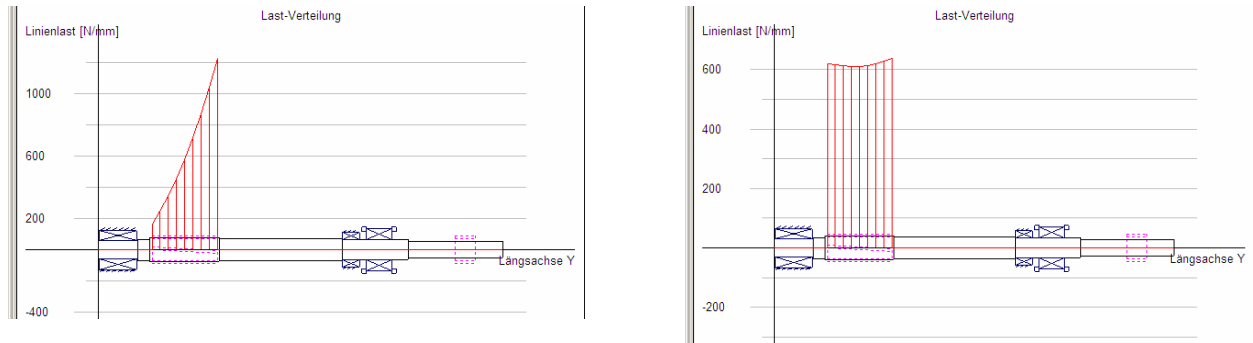 Last-Verteilung
Linienlast [N/mm]
1000
600
200
Längsachse Y
-400
Last-Verteilung
Linienlast [N/mm]
600
400
200
Längsachse Y
-200